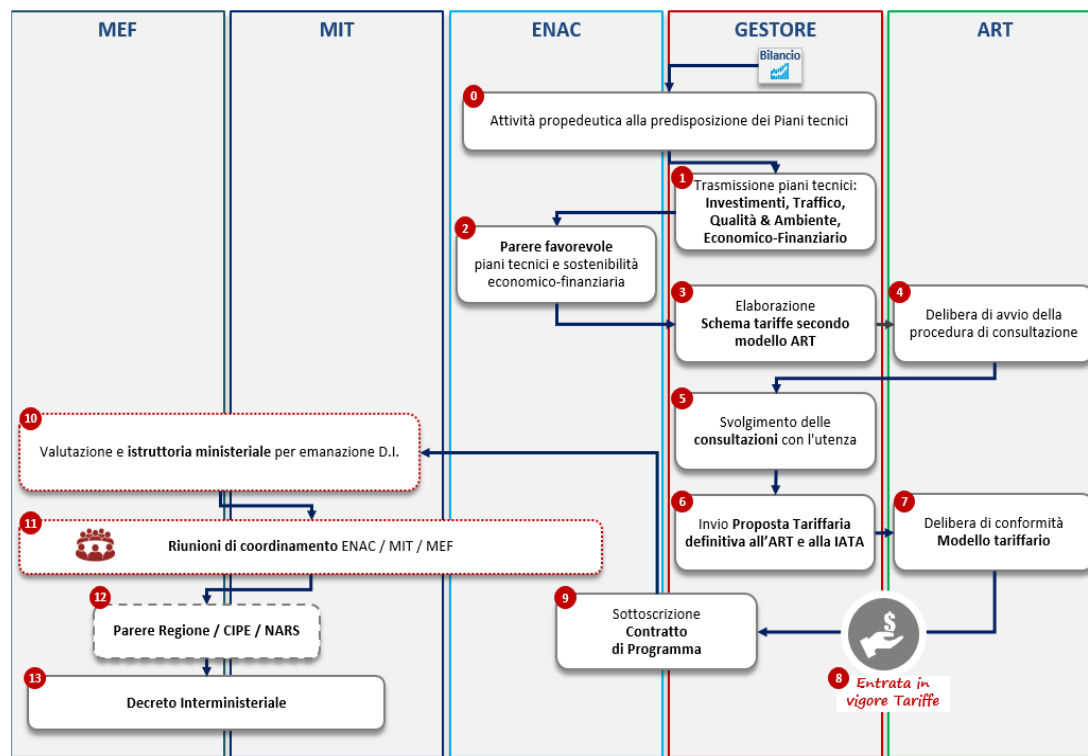 MEF
MIT
ENAC
GESTORE
ART
Bilancio
0
Attività propedeutica alla predisposizione dei Piani tecnici
1
Trasmissione piani tecnici:
Investimenti, Traffico,
Qualità & Ambiente,
Economico-Finanziario
2
Parere favorevole
piani tecnici e sostenibilità
economico-finanziaria
3
Elaborazione
Schema tariffe secondo
modello ART
4
Delibera di avvio della
procedura di consultazione
5
Svolgimento delle
consultazioni con l'utenza
6
Invio Proposta Tariffaria
definitiva all'ART e alla IATA
7
Delibera di conformità
Modello tariffario
$
8
Entrata in
vigore Tariffe
9
Sottoscrizione
Contratto
di Programma
10
Valutazione e istruttoria ministeriale per emanazione D.I.
11
Riunioni di coordinamento ENAC / MIT / MEF
12
Parere Regione / CIPE / NARS
13
Decreto Interministeriale